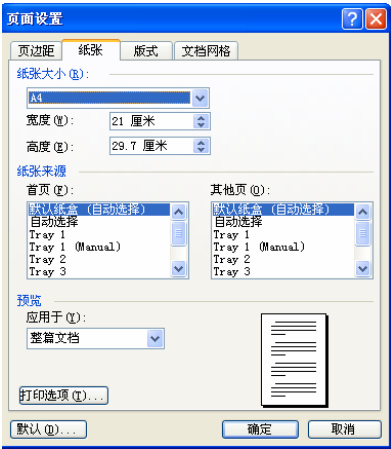 页面设置
页边距 纸张 版式 文档网格
纸张大小(R):
A4
宽度(W): 21 厘米
高度(E): 29.7 厘米
纸张来源
首页(F): 其他页(O):
默认纸盒 (自动选择) 默认纸盒 (自动选择)
自动选择 自动选择
Tray 1 Tray 1
Tray 1 (Manual) Tray 1 (Manual)
Tray 2 Tray 2
Tray 3 Tray 3
预览
应用于(Y):
整篇文档
打印选项(T)...
默认(D)... 确定 取消